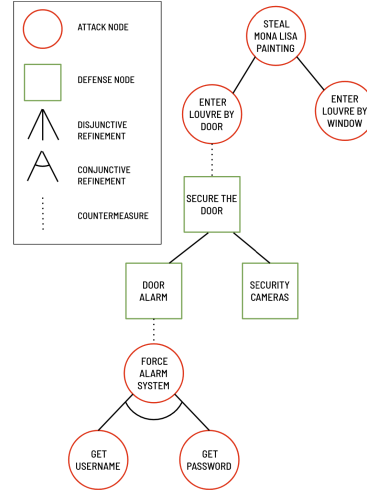 ATTACK NODE
DEFENSE NODE
DISJUNCTIVE
REFINEMENT
CONJUNCTIVE
REFINEMENT
COUNTERMEASURE
STEAL
MONA LISA
PAINTING
ENTER
LOUVRE BY
DOOR
ENTER
LOUVRE BY
WINDOW
SECURE THE
DOOR
DOOR
ALARM
SECURITY
CAMERAS
FORCE
ALARM
SYSTEM
GET
USERNAME
GET
PASSWORD